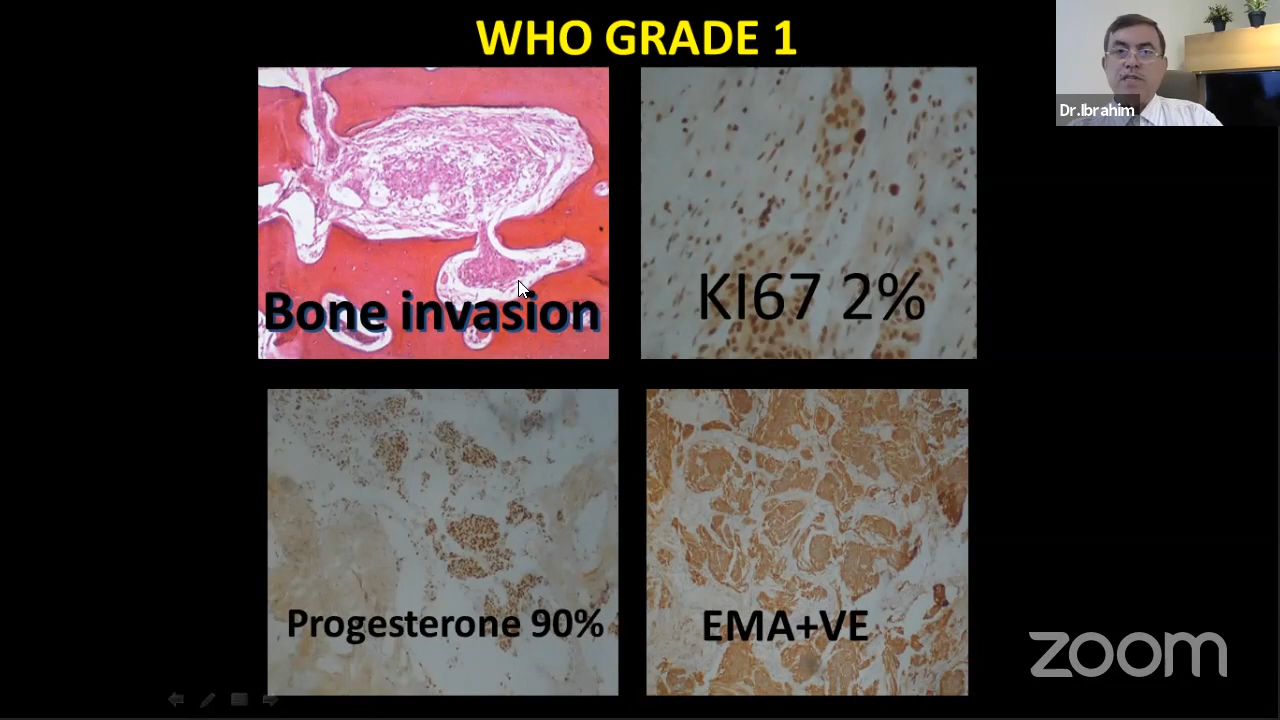 WHO GRADE 1
Dr.Ibrahim
Bone invasion
KI67 2%
Progesterone 90%
EMA+VE
zoom